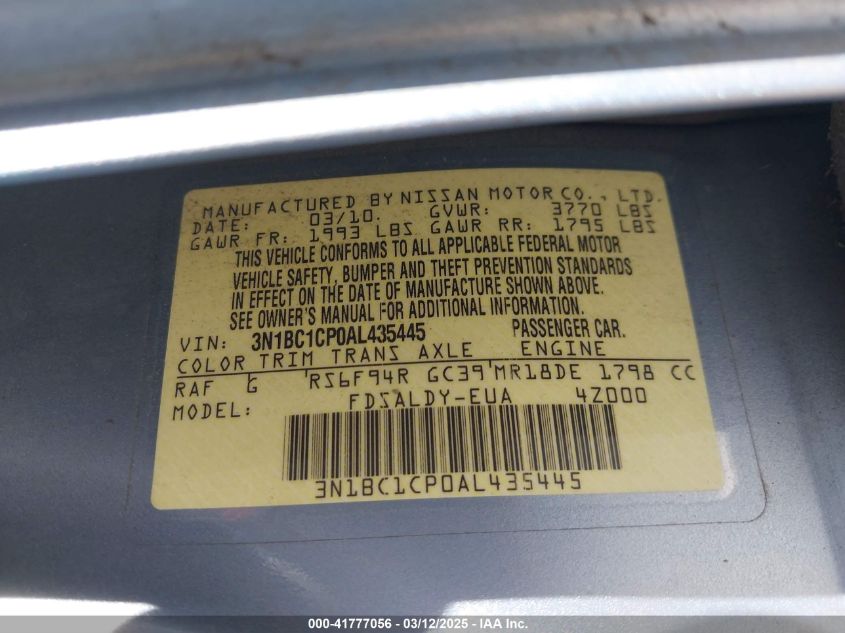 MANUFACTURED BY NISSAN MOTOR CO., LTD.
DATE: 03/10. GVWR: 3770 LBS
GAWR FR: 1993 LBS GAWR RR: 1795 LBS
THIS VEHICLE CONFORMS TO ALL APPLICABLE FEDERAL MOTOR
VEHICLE SAFETY, BUMPER AND THEFT PREVENTION STANDARDS
IN EFFECT ON THE DATE OF MANUFACTURE SHOWN ABOVE.
SEE OWNER'S MANUAL FOR ADDITIONAL INFORMATION.
VIN: 3N1BC1CP0AL435445 PASSENGER CAR.
COLOR TRIM TRANS AXLE ENGINE
RAF G RS6F94R GC39 MR18DE 1798 CC
MODEL: FDSALDY-EUA 4Z000
3N1BC1CP0AL435445
000-41777056 - 03/12/2025 - IAA Inc.